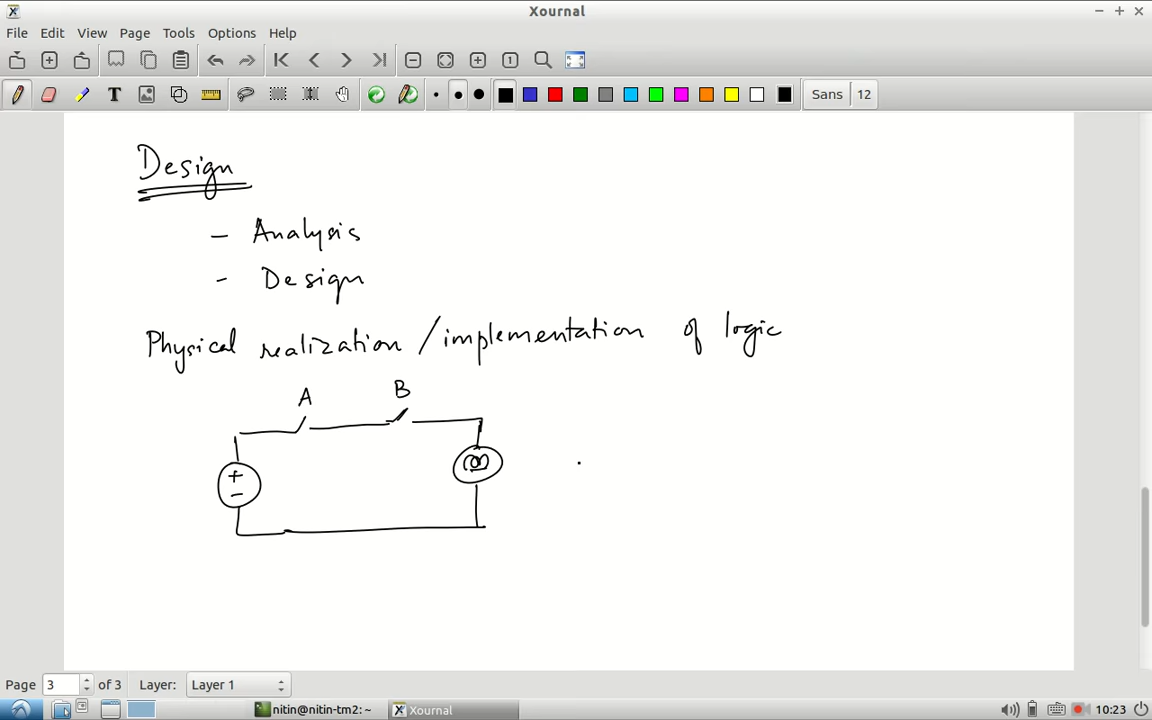 Xournal
File Edit View Page Tools Options Help
Sans 12
Design
- Analysis
- Design
Physical realization/implementation of logic
A B
+
-
Page 3 of 3 Layer: Layer 1
nitin@nitin-tm2: ~ Xournal 10:23